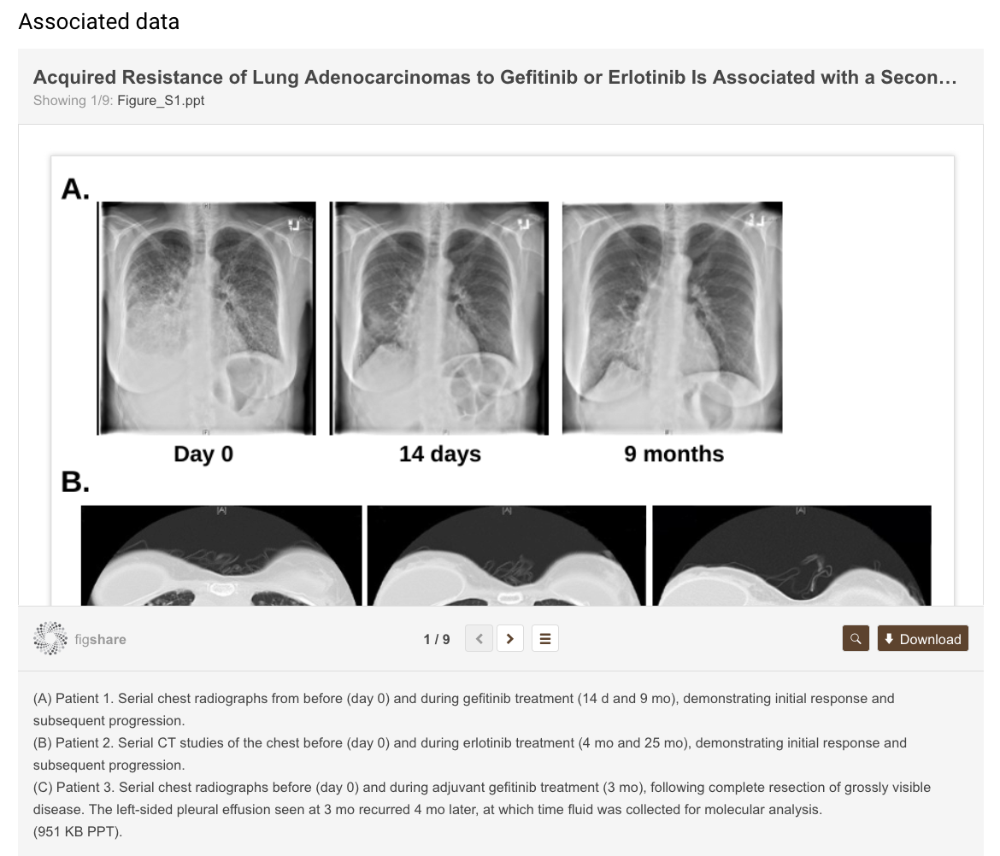 Associated data
Acquired Resistance of Lung Adenocarcinomas to Gefitinib or Erlotinib Is Associated with a Secon…
Showing 1/9: Figure_S1.ppt
A.
Day 0
14 days
9 months
B.
[A]
[A]
[A]
figshare
1 / 9
Download
(A) Patient 1. Serial chest radiographs from before (day 0) and during gefitinib treatment (14 d and 9 mo), demonstrating initial response and
subsequent progression.
(B) Patient 2. Serial CT studies of the chest before (day 0) and during erlotinib treatment (4 mo and 25 mo), demonstrating initial response and
subsequent progression.
(C) Patient 3. Serial chest radiographs before (day 0) and during adjuvant gefitinib treatment (3 mo), following complete resection of grossly visible
disease. The left-sided pleural effusion seen at 3 mo recurred 4 mo later, at which time fluid was collected for molecular analysis.
(951 KB PPT).